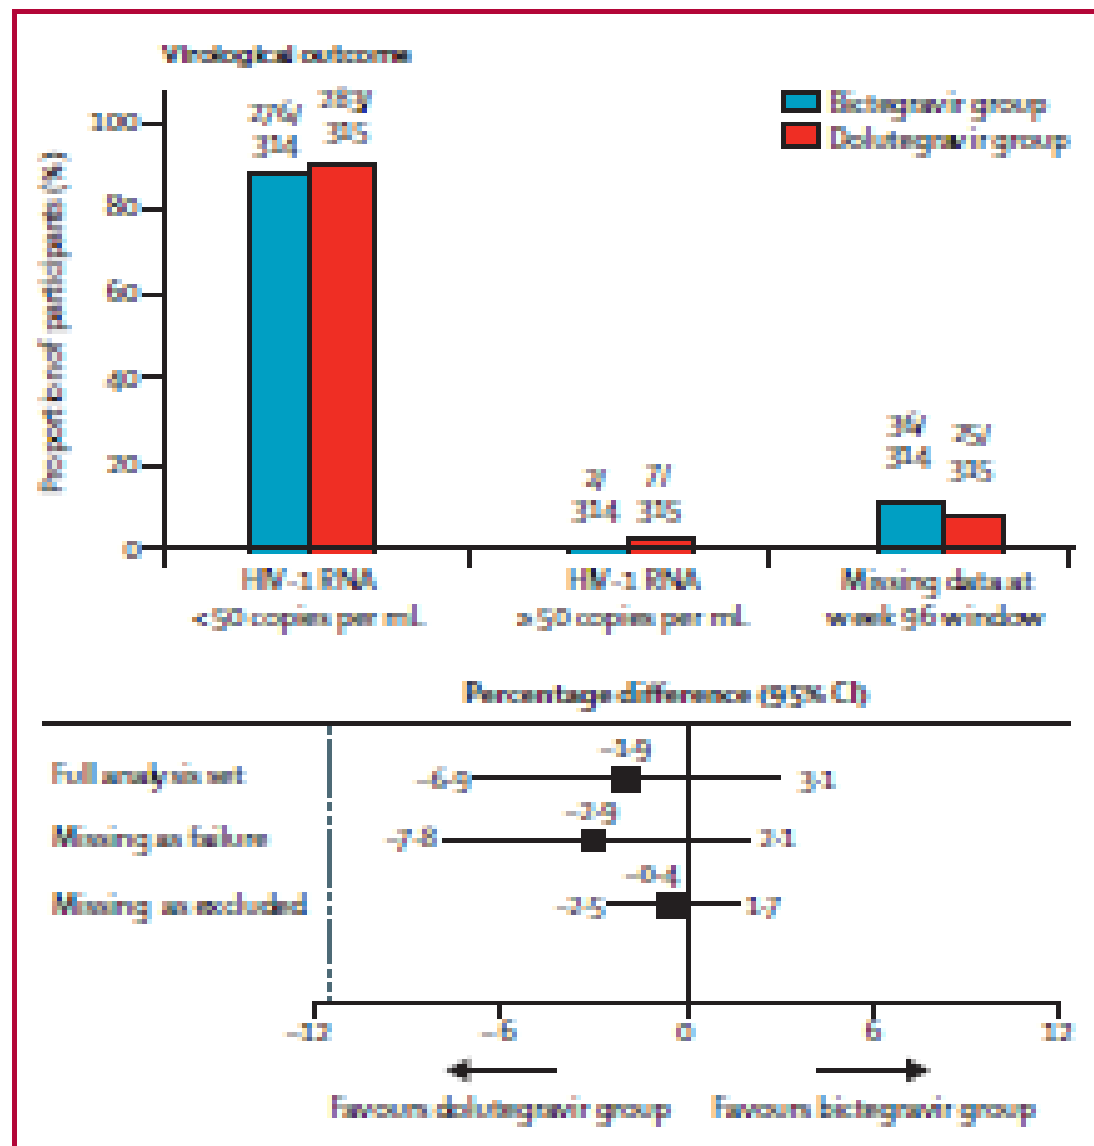 Virological outcome
Bictegravir group
Dolutegravir group
Proportion of participants (%)
100
80
60
40
20
0
276/
314
283/
315
2/
314
7/
315
36/
314
25/
315
HIV-1 RNA
<50 copies per mL
HIV-1 RNA
≥50 copies per mL
Missing data at
week 96 window
Percentage difference (95% CI)
Full analysis set
–6·9
–1·9
3·1
Missing as failure
–7·8
–2·9
2·1
Missing as excluded
–2·5
–0·4
1·7
–12
–6
0
6
12
Favours dolutegravir group
Favours bictegravir group